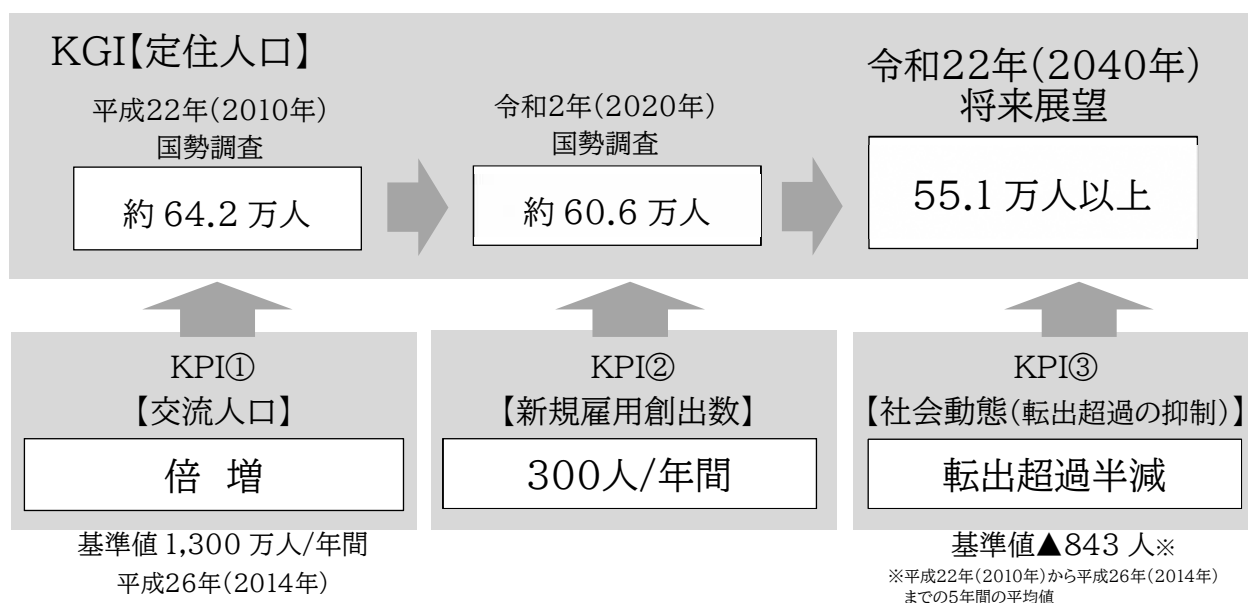 KGI【定住人口】
平成22年(2010年)
国勢調査
約 64.2 万人
令和2年(2020年)
国勢調査
約 60.6 万人
令和22年(2040年)
将来展望
55.1 万人以上
KPI①
【交流人口】
倍 増
基準値 1,300 万人/年間
平成26年(2014年)
KPI②
【新規雇用創出数】
300人/年間
KPI③
【社会動態(転出超過の抑制)】
転出超過半減
基準値▲843 人※
※平成22年(2010年)から平成26年(2014年)
までの5年間の平均値